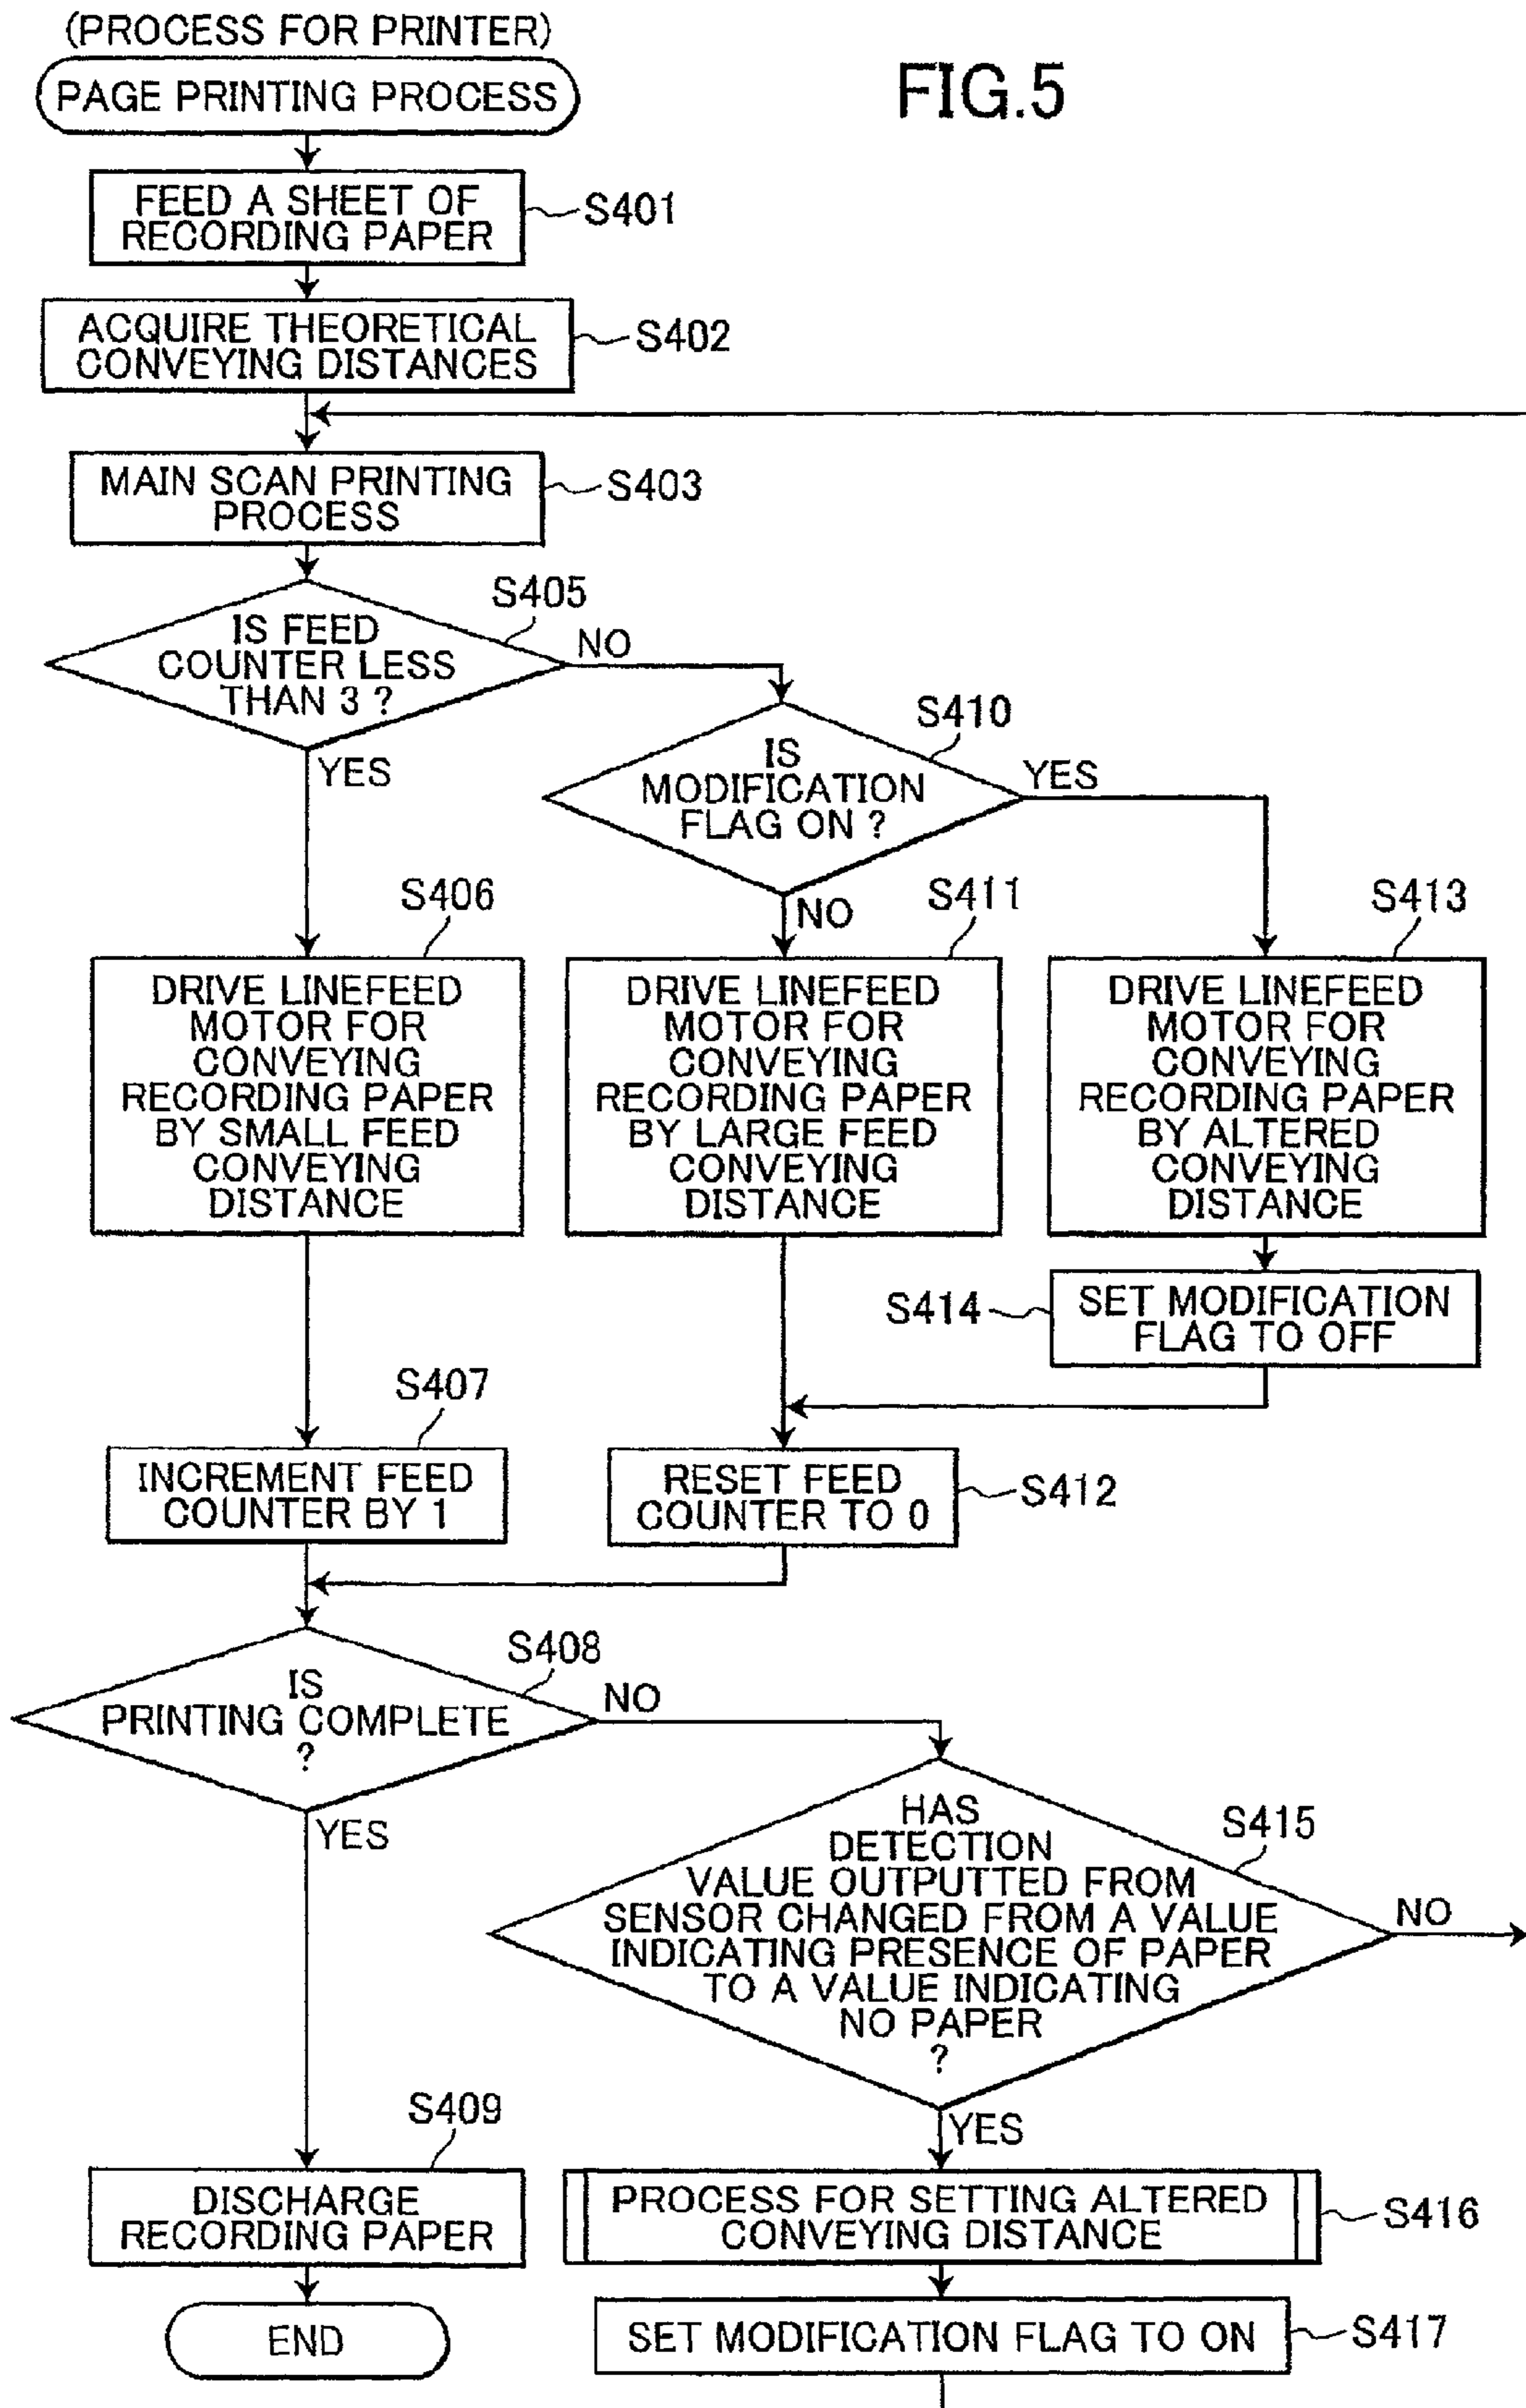 (PROCESS FOR PRINTER)
PAGE PRINTING PROCESS
FIG.5
FEED A SHEET OF
RECORDING PAPER
S401
ACQUIRE THEORETICAL
CONVEYING DISTANCES
S402
MAIN SCAN PRINTING
PROCESS
S403
S405
IS FEED
COUNTER LESS
THAN 3 ?
NO
YES
S410
IS
MODIFICATION
FLAG ON ?
YES
NO
S406
DRIVE LINEFEED
MOTOR FOR
CONVEYING
RECORDING PAPER
BY SMALL FEED
CONVEYING
DISTANCE
S411
DRIVE LINEFEED
MOTOR FOR
CONVEYING
RECORDING PAPER
BY LARGE FEED
CONVEYING
DISTANCE
S413
DRIVE LINEFEED
MOTOR FOR
CONVEYING
RECORDING PAPER
BY ALTERED
CONVEYING
DISTANCE
S414
SET MODIFICATION
FLAG TO OFF
S407
INCREMENT FEED
COUNTER BY 1
RESET FEED
COUNTER TO 0
S412
S408
IS
PRINTING COMPLETE
?
NO
YES
S415
HAS
DETECTION
VALUE OUTPUTTED FROM
SENSOR CHANGED FROM A VALUE
INDICATING PRESENCE OF PAPER
TO A VALUE INDICATING
NO PAPER
?
NO
YES
S409
DISCHARGE
RECORDING PAPER
PROCESS FOR SETTING ALTERED
CONVEYING DISTANCE
S416
END
SET MODIFICATION FLAG TO ON
S417